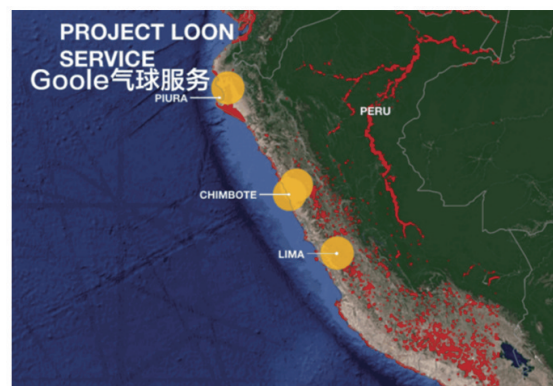 PROJECT LOON
SERVICE
Goole气球服务
PIURA
PERU
CHIMBOTE
LIMA